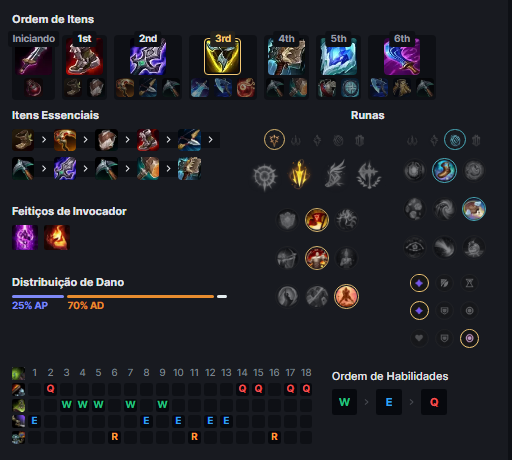 Ordem de Itens
Iniciando 1st 2nd 3rd 4th 5th 6th
Itens Essenciais
Runas
Feitiços de Invocador
Distribuição de Dano
25% AP 70% AD
1 2 3 4 5 6 7 8 9 10 11 12 13 14 15 16 17 18
Q Q Q Q Q
W W W W W
E E E E E
R R R
Ordem de Habilidades
W > E > Q